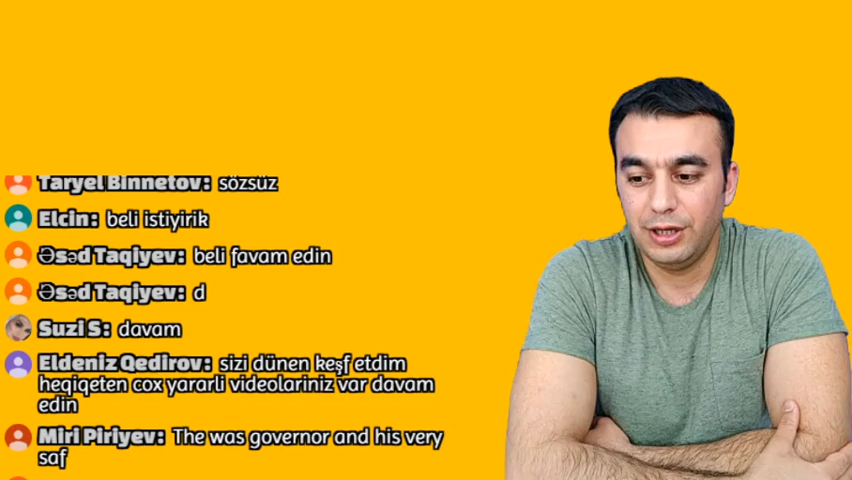 Taryel Binnetov: sözsüz
Elcin: beli istiyirik
Əsəd Taqiyev: beli favam edin
Əsəd Taqiyev: d
Suzi S: davam
Eldeniz Qedirov: sizi dünen keşf etdim
heqiqeten cox yararli videolariniz var davam
edin
Miri Piriyev: The was governor and his very
saf